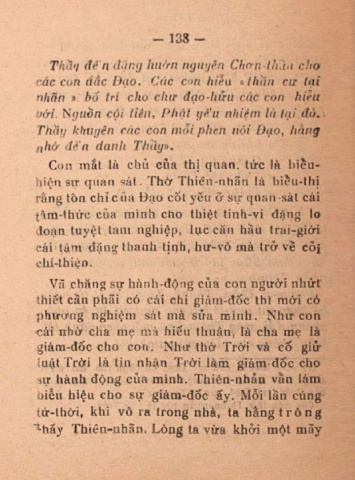 — 138 —
Thầy đến đặng huờn nguyên Chơn-thần cho
các con đắc Đạo. Các con hiểu «thần cư tại
nhãn» bố trí cho chư đạo-hữu các con hiểu
với. Nguồn cội tiên, Phật yếu nhiệm là tại đó.
Thầy khuyên các con mỗi phen nói Đạo, hằng
nhớ đến danh Thầy».
Con mắt là chủ của thị quan, tức là biểu-
hiện sự quan sát. Thờ Thiên-nhãn là biểu-thị
rằng tôn chỉ của Đạo cốt yếu ở sự quan-sát cái
tâm-thức của mình cho thiệt tinh-vi đặng lo
đoạn tuyệt tam nghiệp, lục căn hầu trai-giới
cái tâm đặng thanh-tịnh, hư-vô mà trở về cõi
chí-thiện.
Vả chăng sự hành-động của con người nhứt
thiết cần phải có cái chi giám-đốc thì mới có
phương nghiệm sát mà sửa mình. Như con
cái nhờ cha mẹ mà hiếu thuận, là cha mẹ là
giám-đốc cho con. Như thờ Trời và cố giữ
luật Trời là tin nhận Trời làm giám-đốc cho
sự hành động của mình. Thiên-nhãn vẫn làm
biểu hiệu cho sự giám-đốc ấy. Mỗi lần cúng
tứ-thời, khi vô ra trong nhà, ta hằng trông
thấy Thiên-nhãn. Lòng ta vừa khởi một mảy